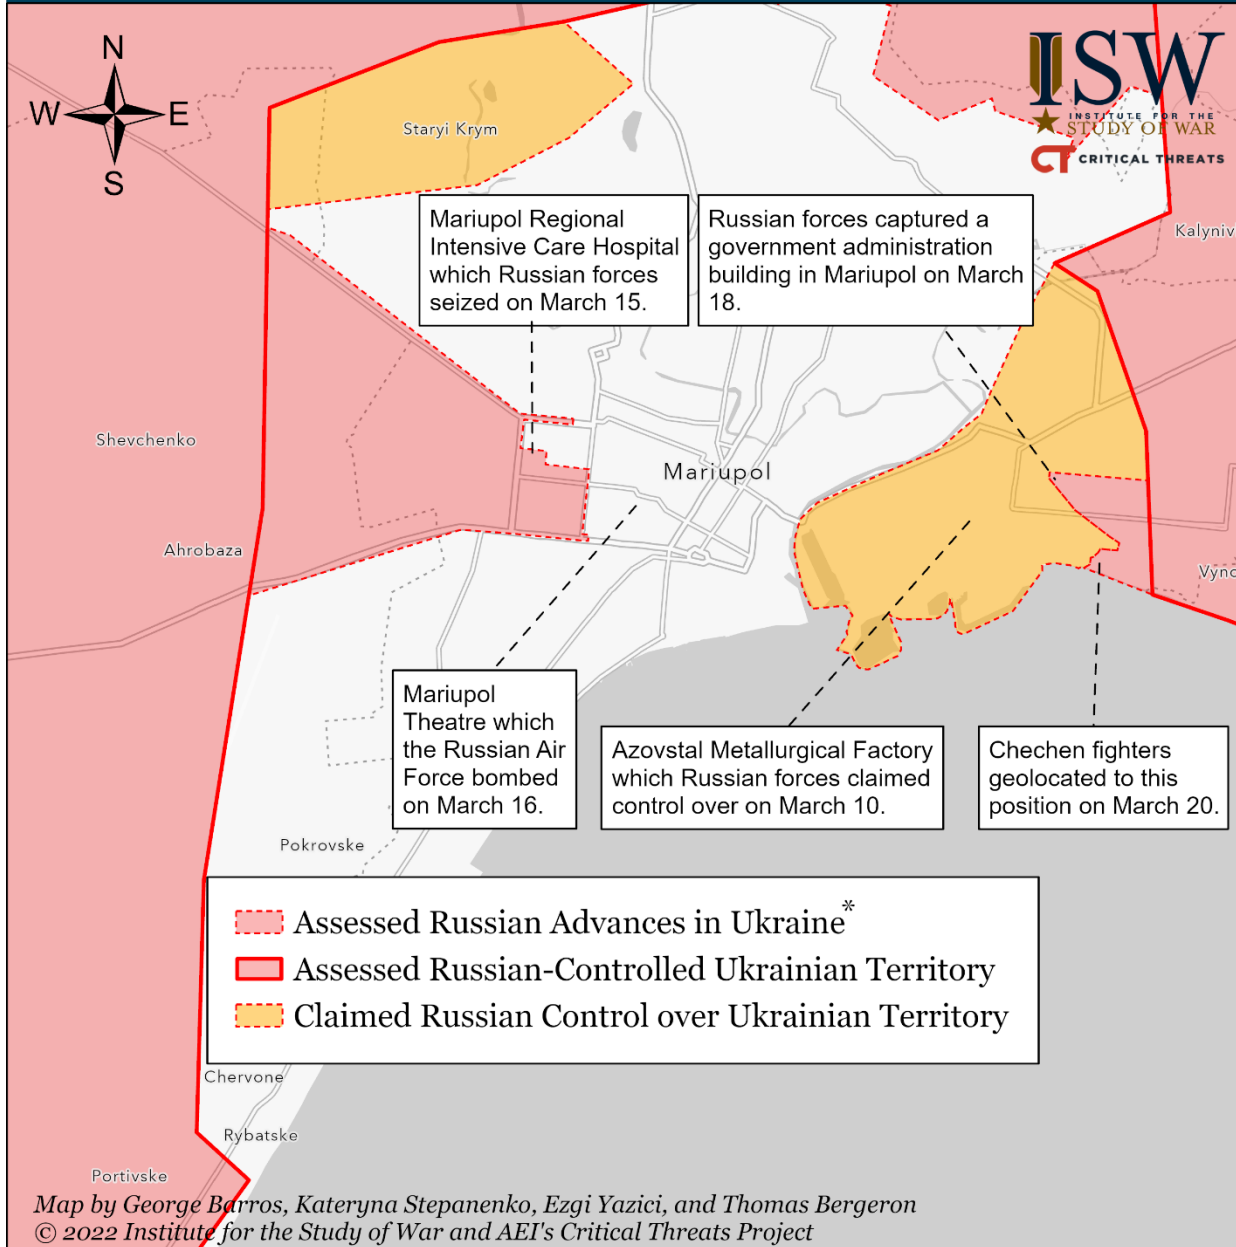 N
W
E
S
ISW
INSTITUTE FOR THE
STUDY OF WAR
CT CRITICAL THREATS
Staryi Krym
Mariupol Regional
Intensive Care Hospital
which Russian forces
seized on March 15.
Russian forces captured a
government administration
building in Mariupol on March
18.
Kalyniv
Shevchenko
Mariupol
Ahrobaza
Vyno
Mariupol
Theatre which
the Russian Air
Force bombed
on March 16.
Azovstal Metallurgical Factory
which Russian forces claimed
control over on March 10.
Chechen fighters
geolocated to this
position on March 20.
Pokrovske
Assessed Russian Advances in Ukraine*
Assessed Russian-Controlled Ukrainian Territory
Claimed Russian Control over Ukrainian Territory
Chervone
Rybatske
Portivske
Map by George Barros, Kateryna Stepanenko, Ezgi Yazici, and Thomas Bergeron
© 2022 Institute for the Study of War and AEI's Critical Threats Project